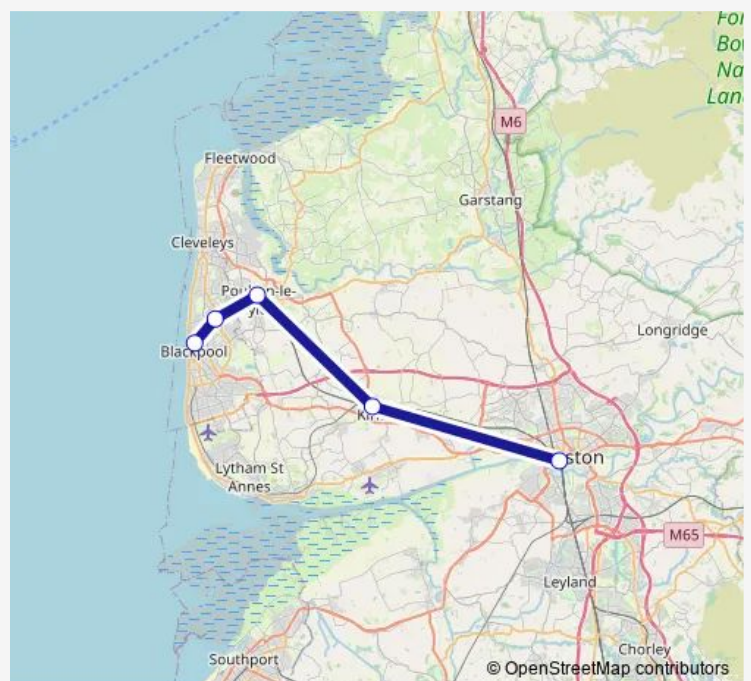 For
Bo
Na
Lan
M6
Fleetwood
Garstang
Cleveleys
Longridge
Blackpool
Lytham St
Annes
ston
M65
Leyland
Chorley
Southport
© OpenStreetMap contributors